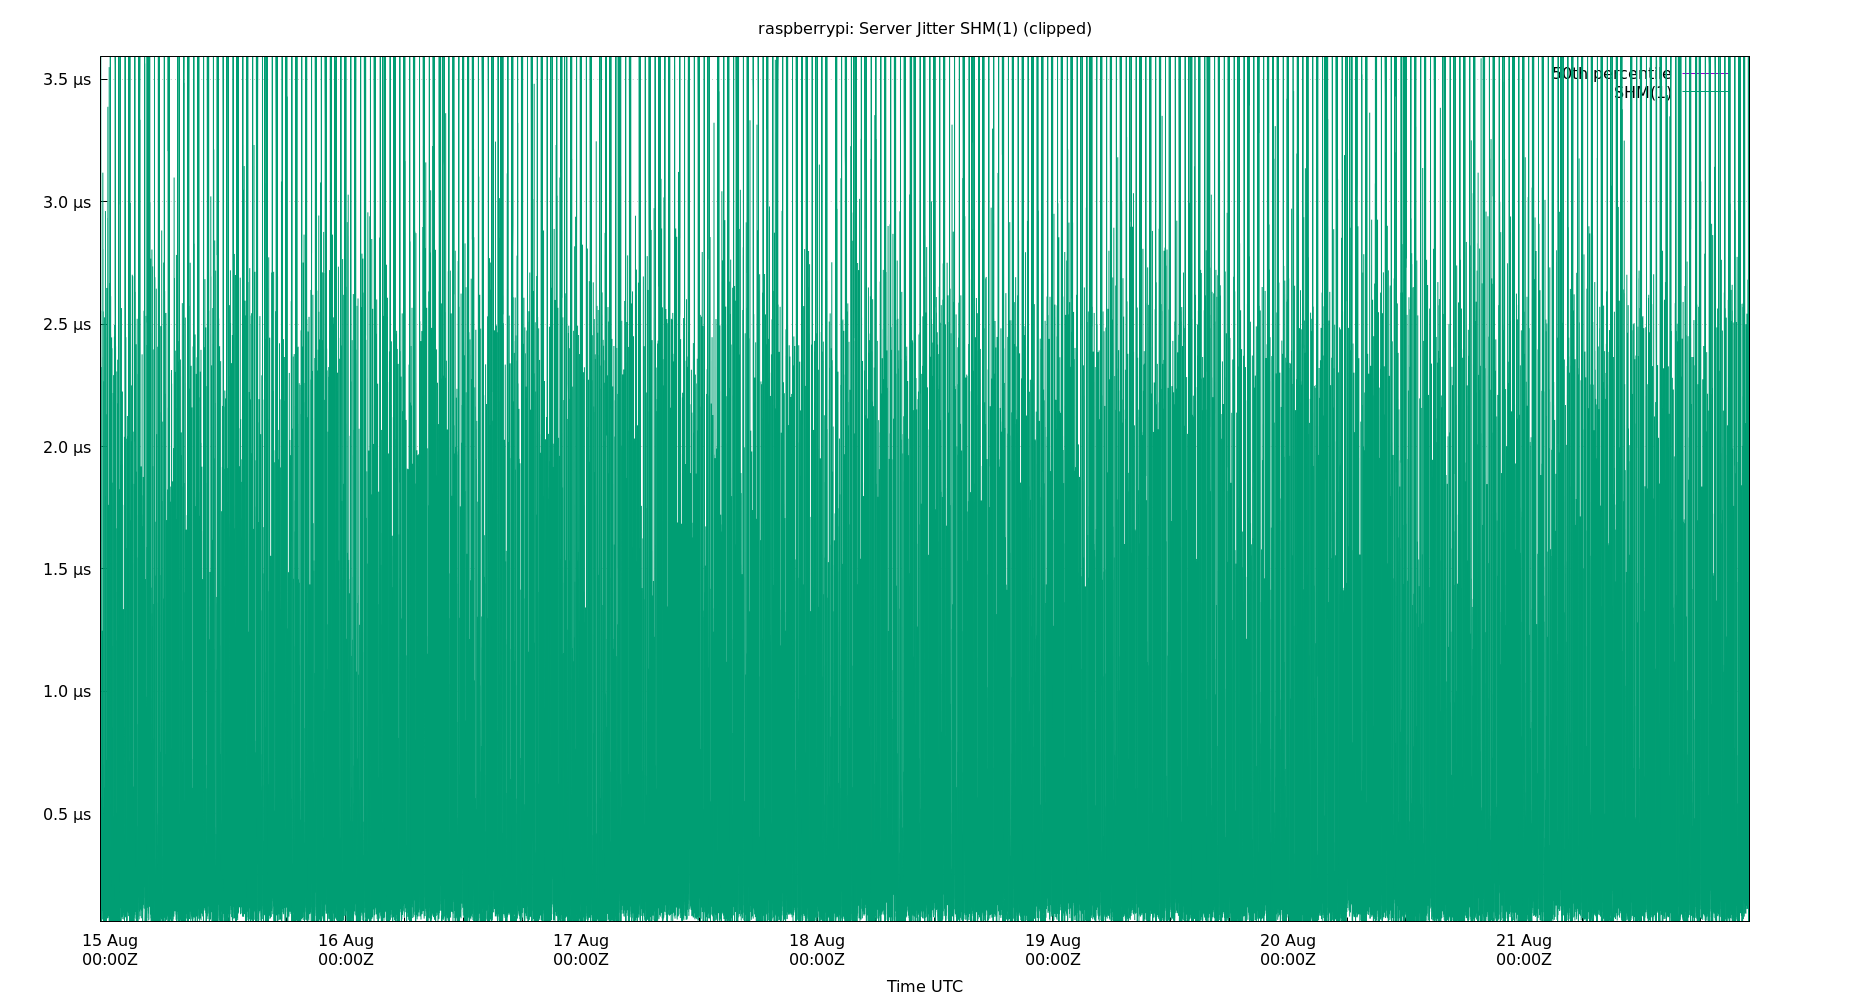 raspberrypi: Server Jitter SHM(1) (clipped)
50th percentile
SHM(1)
3.5 µs
3.0 µs
2.5 µs
2.0 µs
1.5 µs
1.0 µs
0.5 µs
15 Aug 16 Aug 17 Aug 18 Aug 19 Aug 20 Aug 21 Aug
00:00Z 00:00Z 00:00Z 00:00Z 00:00Z 00:00Z 00:00Z
Time UTC